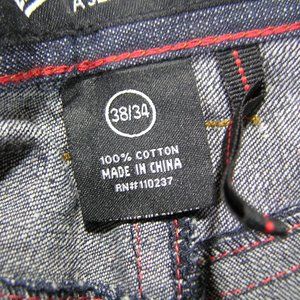 38/34
100% COTTON
MADE IN CHINA
RN#110237